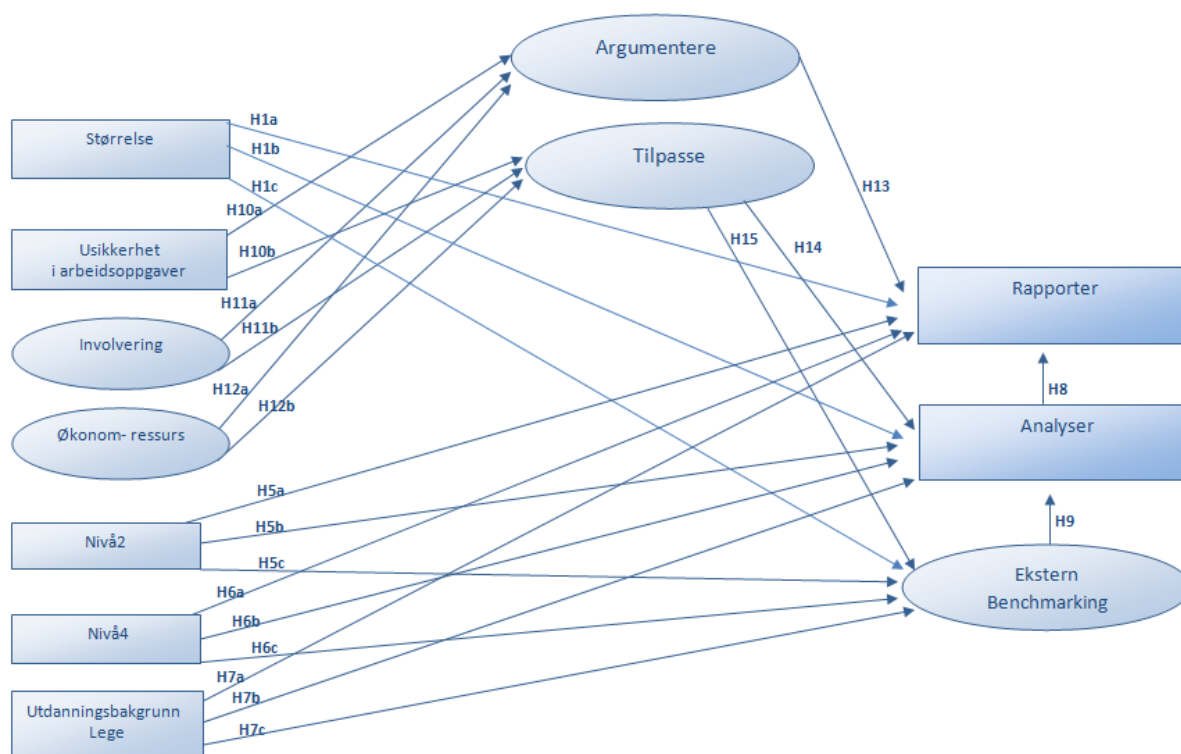 Argumentere
Størrelse
H1a
H1b
H1c
Tilpasse
H13
H10a
H15
H14
Usikkerhet
i arbeidsoppgaver
H10b
Rapporter
H11a
H11b
Involvering
H12a
H12b
H8
Økonom- ressurs
Analyser
H5a
H5b
H9
Nivå2
H5c
Ekstern
Benchmarking
H6a
H6b
Nivå4
H6c
H7a
H7b
Utdanningsbakgrunn
Lege
H7c